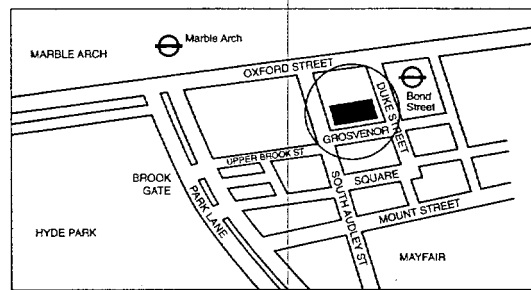 Marble Arch
MARBLE ARCH
OXFORD STREET
DUKE STREET
Bond
Street
GROSVENOR
UPPER BROOK ST
BROOK
GATE
PARK LANE
SOUTH AUDLEY ST
SQUARE
MOUNT STREET
HYDE PARK
MAYFAIR